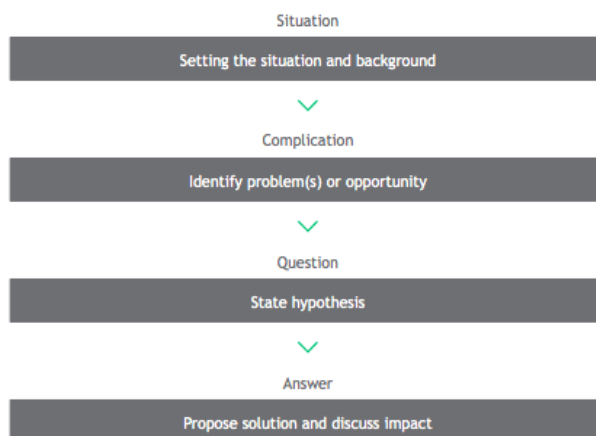 Situation
Setting the situation and background
Complication
Identify problem(s) or opportunity
Question
State hypothesis
Answer
Propose solution and discuss impact